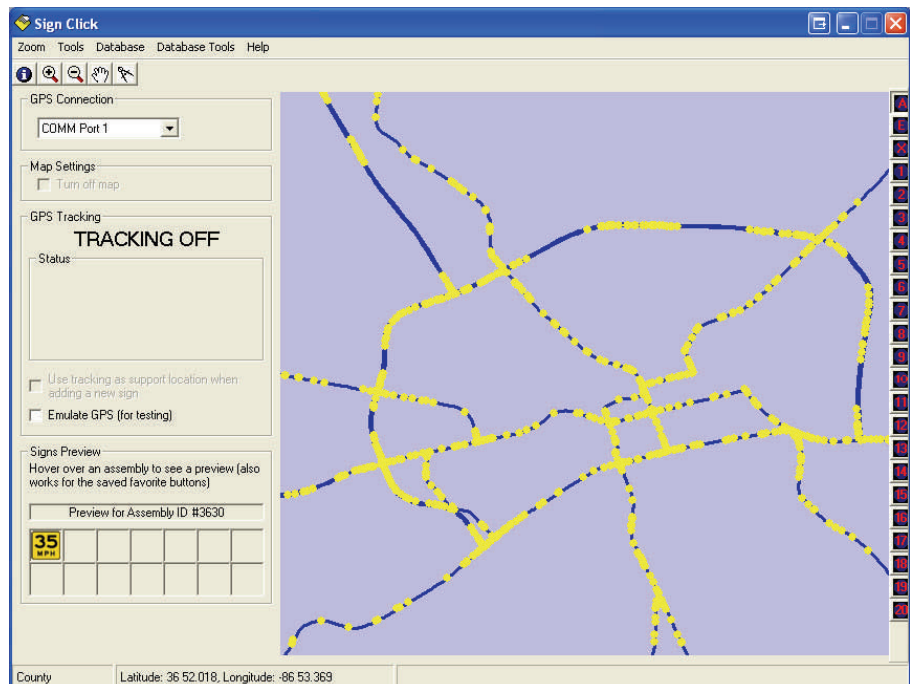 Sign Click
Zoom Tools Database Database Tools Help
GPS Connection
COMM Port 1
Map Settings
Turn off map
GPS Tracking
TRACKING OFF
Status
Use tracking as support location when
adding a new sign
Emulate GPS (for testing)
Signs Preview
Hover over an assembly to see a preview (also
works for the saved favorite buttons)
Preview for Assembly ID #3630
35
MPH
A
E
X
1
2
3
4
5
6
7
8
9
10
11
12
13
14
15
16
17
18
19
20
County
Latitude: 36 52.018, Longitude: -86 53.369